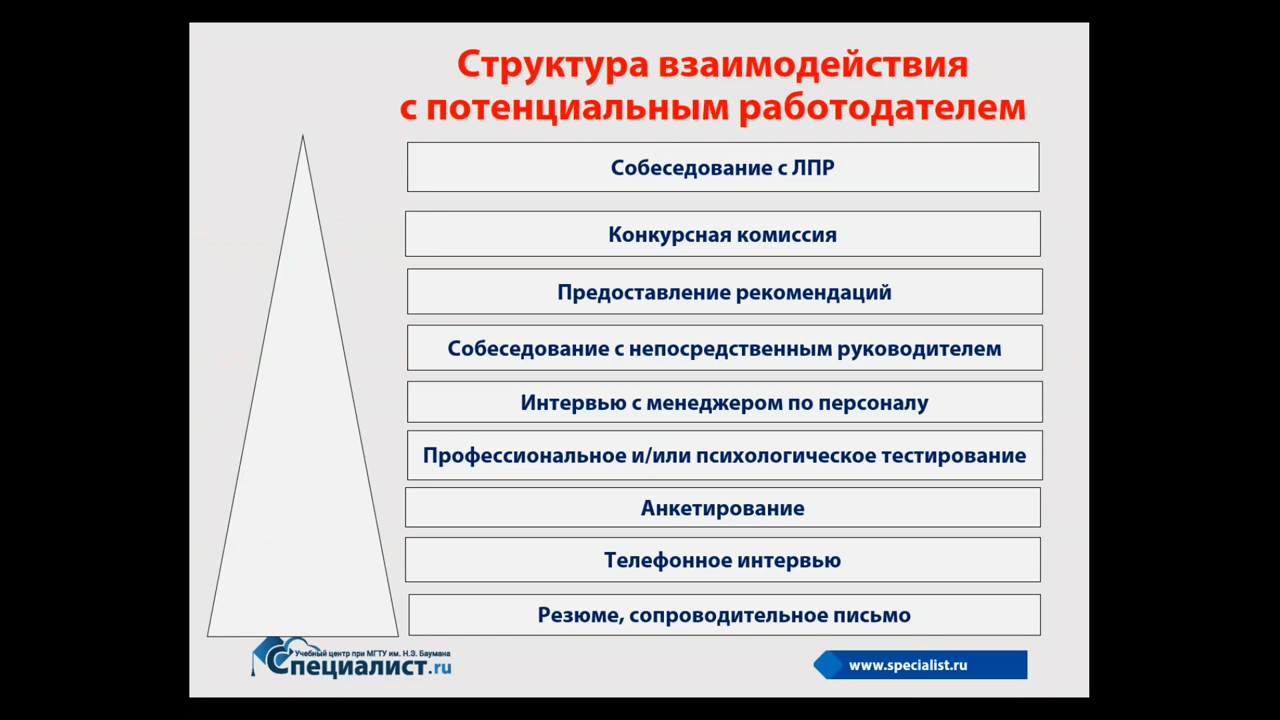 Структура взаимодействия
с потенциальным работодателем
Собеседование с ЛПР
Конкурсная комиссия
Предоставление рекомендаций
Собеседование с непосредственным руководителем
Интервью с менеджером по персоналу
Профессиональное и/или психологическое тестирование
Анкетирование
Телефонное интервью
Резюме, сопроводительное письмо
Учебный центр при МГТУ им. Н.Э. Баумана
Специалист.ru
www.specialist.ru